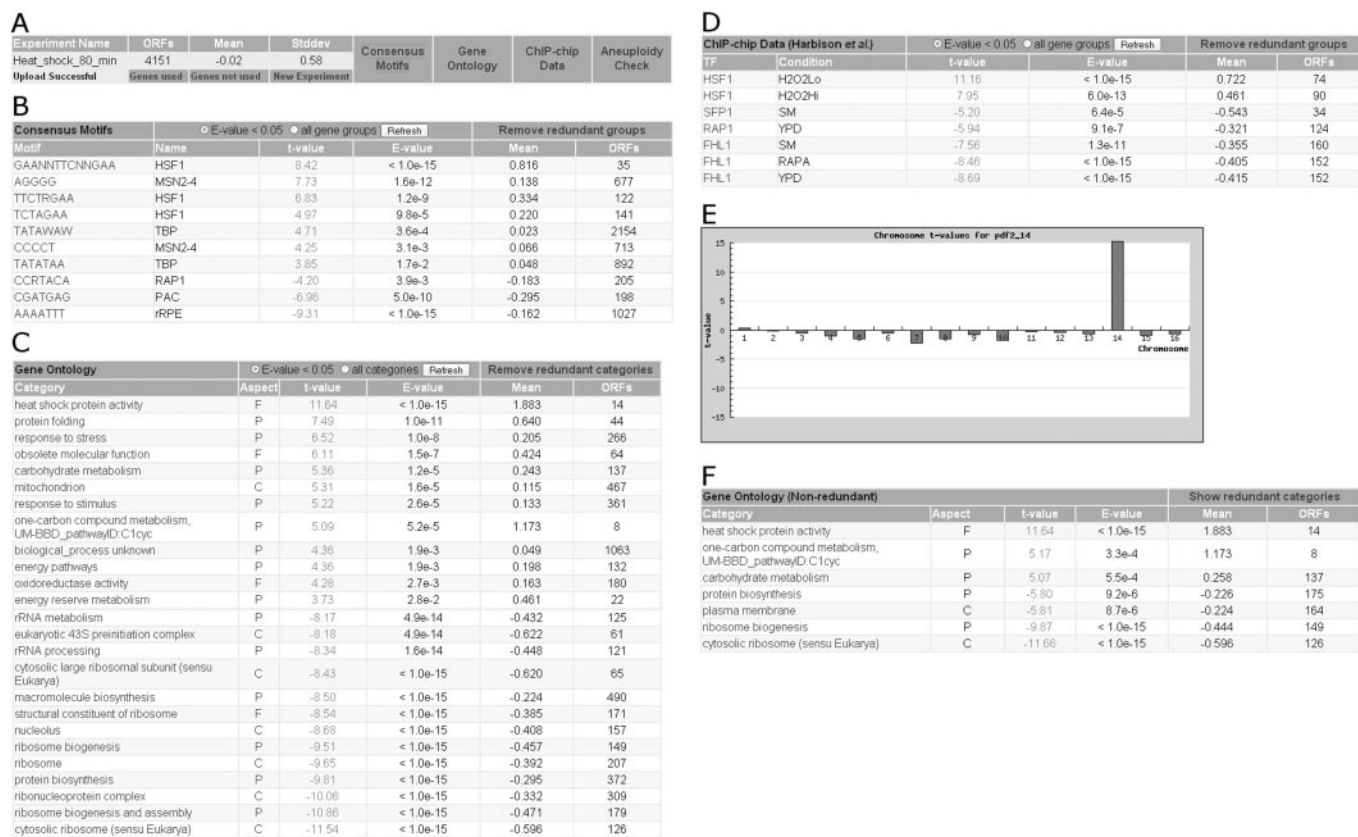 A
Experiment Name ORFs Mean Stddev Consensus Motifs Gene Ontology ChIP-chip Data Aneuploidy Check
Heat_shock_80_min 4151 -0.02 0.58
Upload Successful Genes used Genes not used New Experiment
B
Consensus Motifs E-value < 0.05 all gene groups Refresh Remove redundant groups
Motif Name t-value E-value Mean ORFs
GAANNTTCNNGAA HSF1 8.42 < 1.0e-15 0.816 35
AGGGG MSN2-4 7.73 1.6e-12 0.138 677
TTCTRGAA HSF1 6.83 1.2e-9 0.334 122
TCTAGAA HSF1 4.97 9.8e-5 0.220 141
TATAWAW TBP 4.71 3.6e-4 0.023 2154
CCCCT MSN2-4 4.25 3.1e-3 0.066 713
TATATAA TBP 3.85 1.7e-2 0.048 892
CCRTACA RAP1 -4.20 3.9e-3 -0.183 205
CGATGAG PAC -6.96 5.0e-10 -0.295 198
AAAATTT rRPE -9.31 < 1.0e-15 -0.162 1027
C
Gene Ontology E-value < 0.05 all categories Refresh Remove redundant categories
Category Aspect t-value E-value Mean ORFs
heat shock protein activity F 11.64 < 1.0e-15 1.883 14
protein folding P 7.49 1.0e-11 0.640 44
response to stress P 6.52 1.0e-8 0.205 266
obsolete molecular function F 6.11 1.5e-7 0.424 64
carbohydrate metabolism P 5.36 1.2e-5 0.243 137
mitochondrion C 5.31 1.6e-5 0.115 467
response to stimulus P 5.22 2.6e-5 0.133 361
one-carbon compound metabolism,
UM-BBD_pathwayID:C1cyc P 5.09 5.2e-5 1.173 8
biological_process unknown P 4.36 1.9e-3 0.049 1063
energy pathways P 4.36 1.9e-3 0.198 132
oxidoreductase activity F 4.28 2.7e-3 0.163 180
energy reserve metabolism P 3.73 2.8e-2 0.461 22
rRNA metabolism P -8.17 4.9e-14 -0.432 125
eukaryotic 43S preinitiation complex C -8.18 4.9e-14 -0.622 61
rRNA processing P -8.34 1.6e-14 -0.448 121
cytosolic large ribosomal subunit (sensu
Eukarya) C -8.43 < 1.0e-15 -0.620 65
macromolecule biosynthesis P -8.50 < 1.0e-15 -0.224 490
structural constituent of ribosome F -8.54 < 1.0e-15 -0.385 171
nucleolus C -8.68 < 1.0e-15 -0.408 157
ribosome biogenesis P -9.51 < 1.0e-15 -0.457 149
ribosome C -9.65 < 1.0e-15 -0.392 207
protein biosynthesis P -9.81 < 1.0e-15 -0.295 372
ribonucleoprotein complex C -10.06 < 1.0e-15 -0.332 309
ribosome biogenesis and assembly P -10.86 < 1.0e-15 -0.471 179
cytosolic ribosome (sensu Eukarya) C -11.54 < 1.0e-15 -0.596 126
D
ChIP-chip Data (Harbison et al.) E-value < 0.05 all gene groups Refresh Remove redundant groups
TF Condition t-value E-value Mean ORFs
HSF1 H2O2Lo 11.16 < 1.0e-15 0.722 74
HSF1 H2O2Hi 7.95 6.0e-13 0.461 90
SFP1 SM -5.20 6.4e-5 -0.543 34
RAP1 YPD -5.94 9.1e-7 -0.321 124
FHL1 SM -7.56 1.3e-11 -0.355 160
FHL1 RAPA -8.46 < 1.0e-15 -0.405 152
FHL1 YPD -8.69 < 1.0e-15 -0.415 152
E
Chromosome t-values for pdf2_14
15
10
5
0
-5
-10
-15
t-value
1 2 3 4 5 6 7 8 9 10 11 12 13 14 15 16
Chromosome
F
Gene Ontology (Non-redundant) Show redundant categories
Category Aspect t-value E-value Mean ORFs
heat shock protein activity F 11.64 < 1.0e-15 1.883 14
one-carbon compound metabolism,
UM-BBD_pathwayID:C1cyc P 5.17 3.3e-4 1.173 8
carbohydrate metabolism P 5.07 5.5e-4 0.258 137
protein biosynthesis P -5.80 9.2e-6 -0.226 175
plasma membrane C -5.81 8.7e-6 -0.224 164
ribosome biogenesis P -9.87 < 1.0e-15 -0.444 149
cytosolic ribosome (sensu Eukarya) C -11.66 < 1.0e-15 -0.596 126